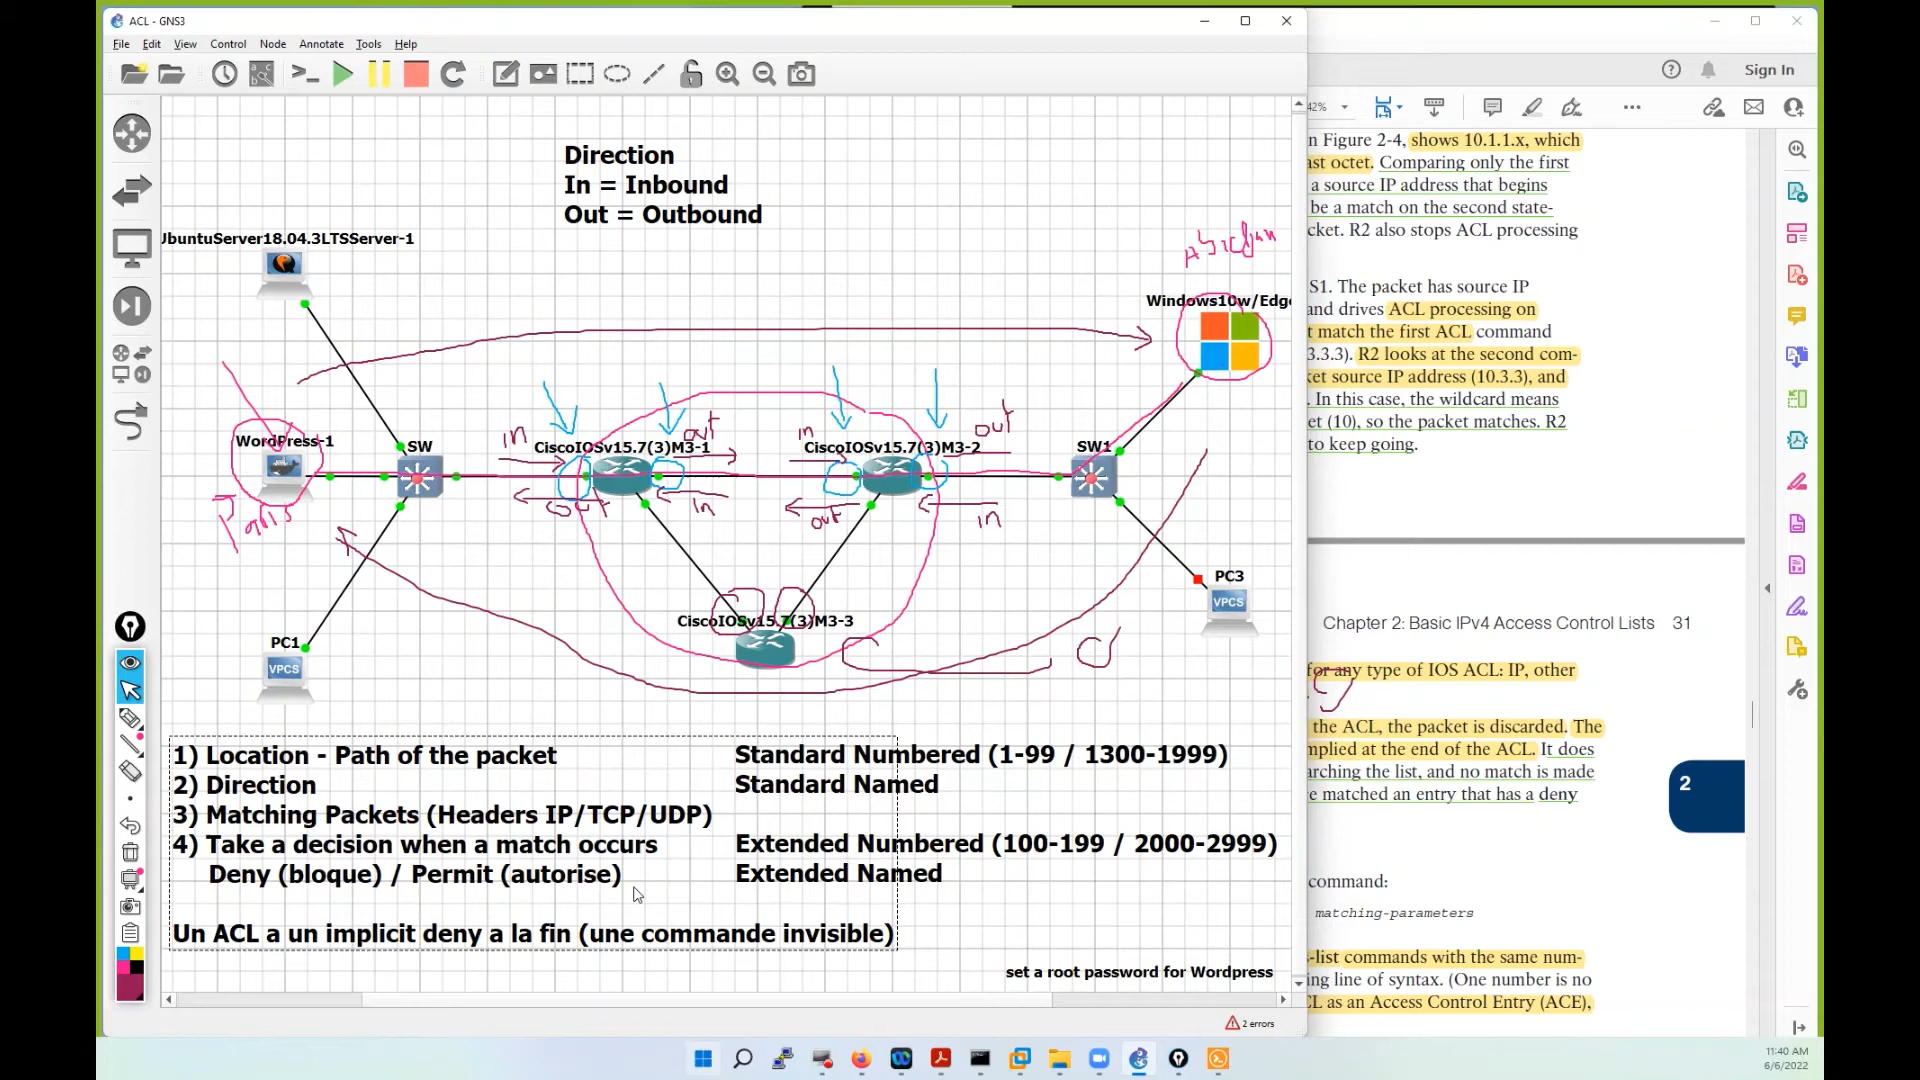 ACL - GNS3
File Edit View Control Node Annotate Tools Help
Sign In
42%
Direction
In = Inbound
Out = Outbound
UbuntuServer18.04.3LTSServer-1
Abidjan
Windows10w/Edge
WordPress-1
SW
in
CiscoIOSv15.7(3)M3-1
out
in
CiscoIOSv15.7(3)M3-2
out
SW1
Paris
out
in
out
in
PC3
VPCS
CiscoIOSv15.7(3)M3-3
PC1
VPCS
1) Location - Path of the packet
2) Direction
3) Matching Packets (Headers IP/TCP/UDP)
4) Take a decision when a match occurs
Deny (bloque) / Permit (autorise)
Un ACL a un implicit deny a la fin (une commande invisible)
Standard Numbered (1-99 / 1300-1999)
Standard Named
Extended Numbered (100-199 / 2000-2999)
Extended Named
set a root password for Wordpress
2 errors
n Figure 2-4, shows 10.1.1.x, which
ast octet. Comparing only the first
a source IP address that begins
be a match on the second state-
cket. R2 also stops ACL processing
S1. The packet has source IP
and drives ACL processing on
t match the first ACL command
3.3.3). R2 looks at the second com-
ket source IP address (10.3.3), and
. In this case, the wildcard means
et (10), so the packet matches. R2
to keep going.
Chapter 2: Basic IPv4 Access Control Lists 31
for any type of IOS ACL: IP, other
the ACL, the packet is discarded. The
mplied at the end of the ACL. It does
arching the list, and no match is made
e matched an entry that has a deny
2
command:
matching-parameters
s-list commands with the same num-
ing line of syntax. (One number is no
CL as an Access Control Entry (ACE),
11:40 AM
6/6/2022